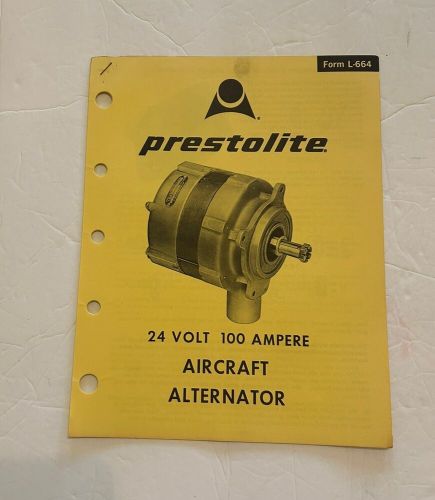 Form L-664
prestolite®
24 VOLT 100 AMPERE
AIRCRAFT
ALTERNATOR